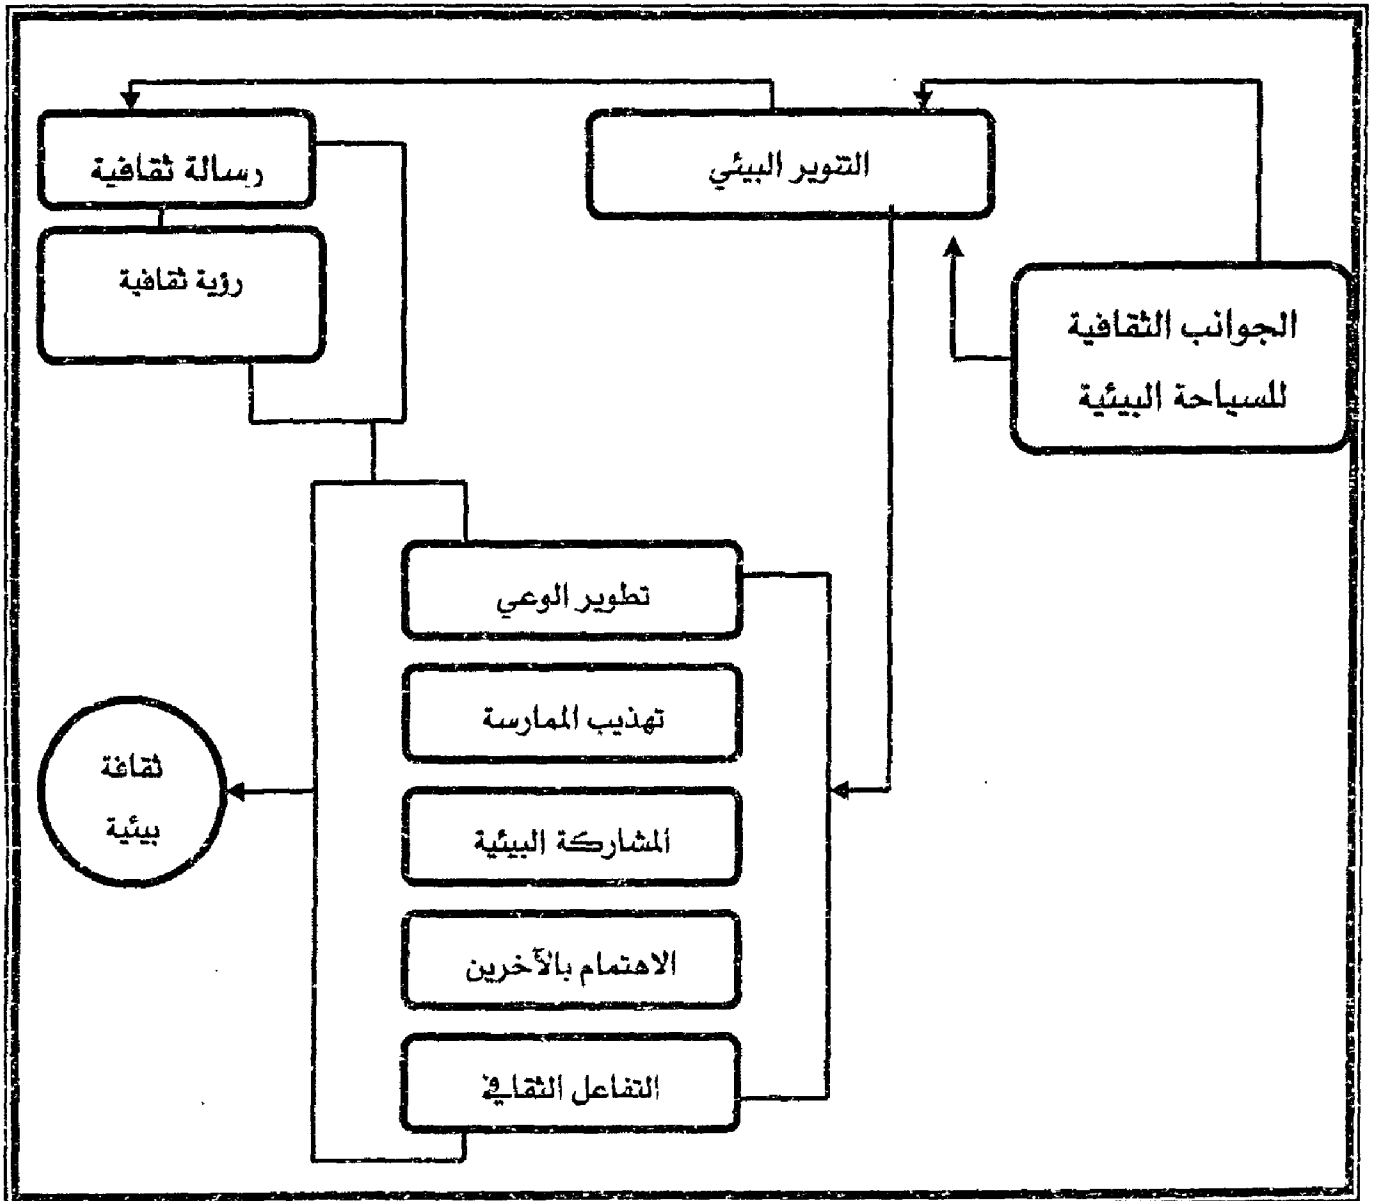 رسالة ثقافية
التنوير البيئي
رؤية ثقافية
الجوانب الثقافية
للسياحة البيئية
تطوير الوعي
تهذيب الممارسة
ثقافة
بيئية
المشاركة البيئية
الاهتمام بالآخرين
التفاعل الثقافي